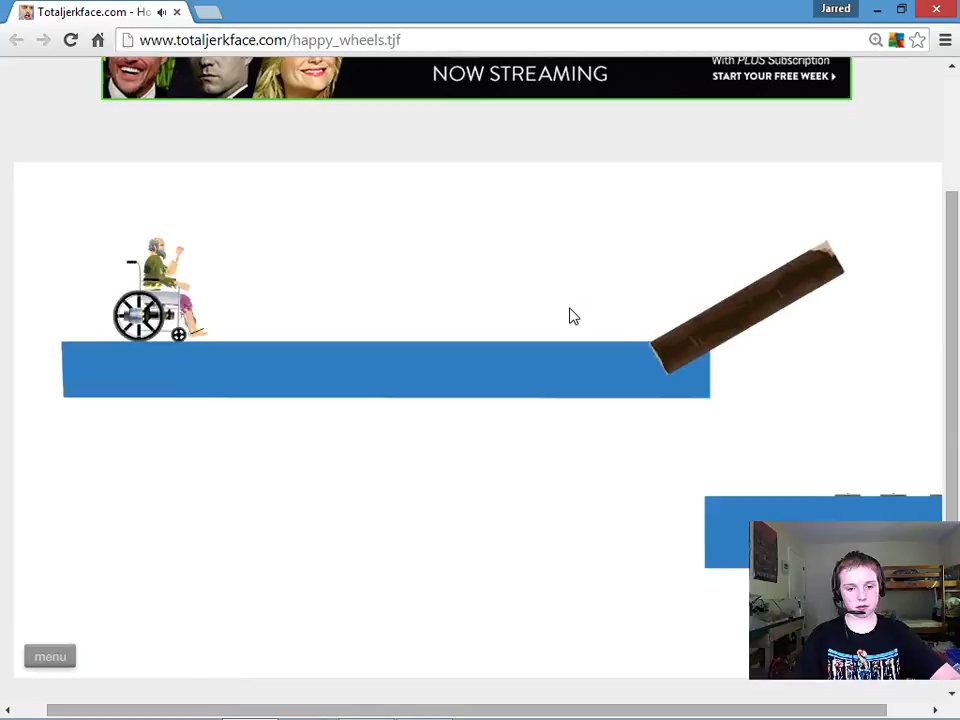 Totaljerkface.com - Ho
Jarred
www.totaljerkface.com/happy_wheels.tjf
NOW STREAMING
With PLUS Subscription
START YOUR FREE WEEK
menu